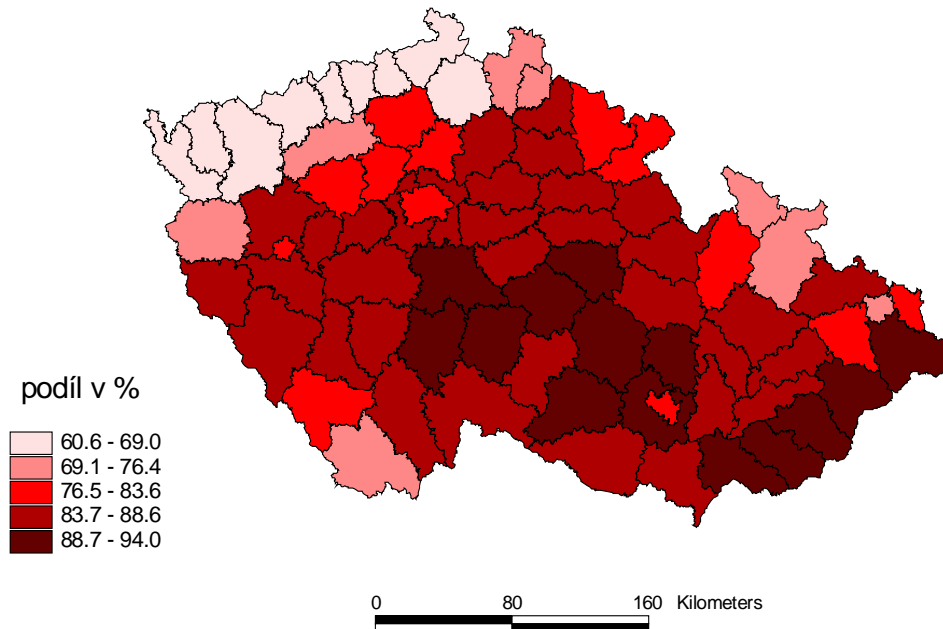 podíl v %
60.6 - 69.0
69.1 - 76.4
76.5 - 83.6
83.7 - 88.6
88.7 - 94.0
0 80 160 Kilometers